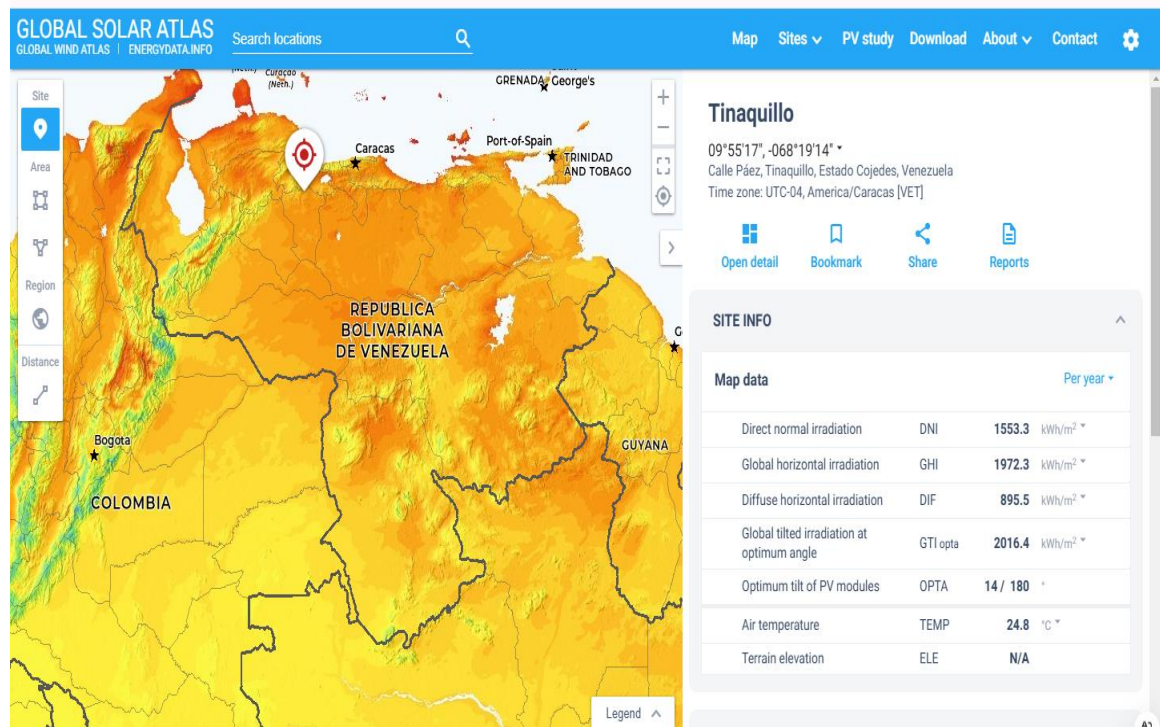 GLOBAL SOLAR ATLAS
GLOBAL WIND ATLAS | ENERGYDATA.INFO
Search locations
Map Sites PV study Download About Contact
Site
Area
Region
Distance
Curaçao
(Neth.)
GRENADA George's
Caracas
Port-of-Spain
TRINIDAD
AND TOBAGO
REPUBLICA
BOLIVARIANA
DE VENEZUELA
Bogota
COLOMBIA
GUYANA
G
Legend
Tinaquillo
09°55'17", -068°19'14"
Calle Páez, Tinaquillo, Estado Cojedes, Venezuela
Time zone: UTC-04, America/Caracas [VET]
Open detail Bookmark Share Reports
SITE INFO
Map data Per year
Direct normal irradiation DNI 1553.3 kWh/m²
Global horizontal irradiation GHI 1972.3 kWh/m²
Diffuse horizontal irradiation DIF 895.5 kWh/m²
Global tilted irradiation at
optimum angle GTI opta 2016.4 kWh/m²
Optimum tilt of PV modules OPTA 14 / 180 °
Air temperature TEMP 24.8 °C
Terrain elevation ELE N/A